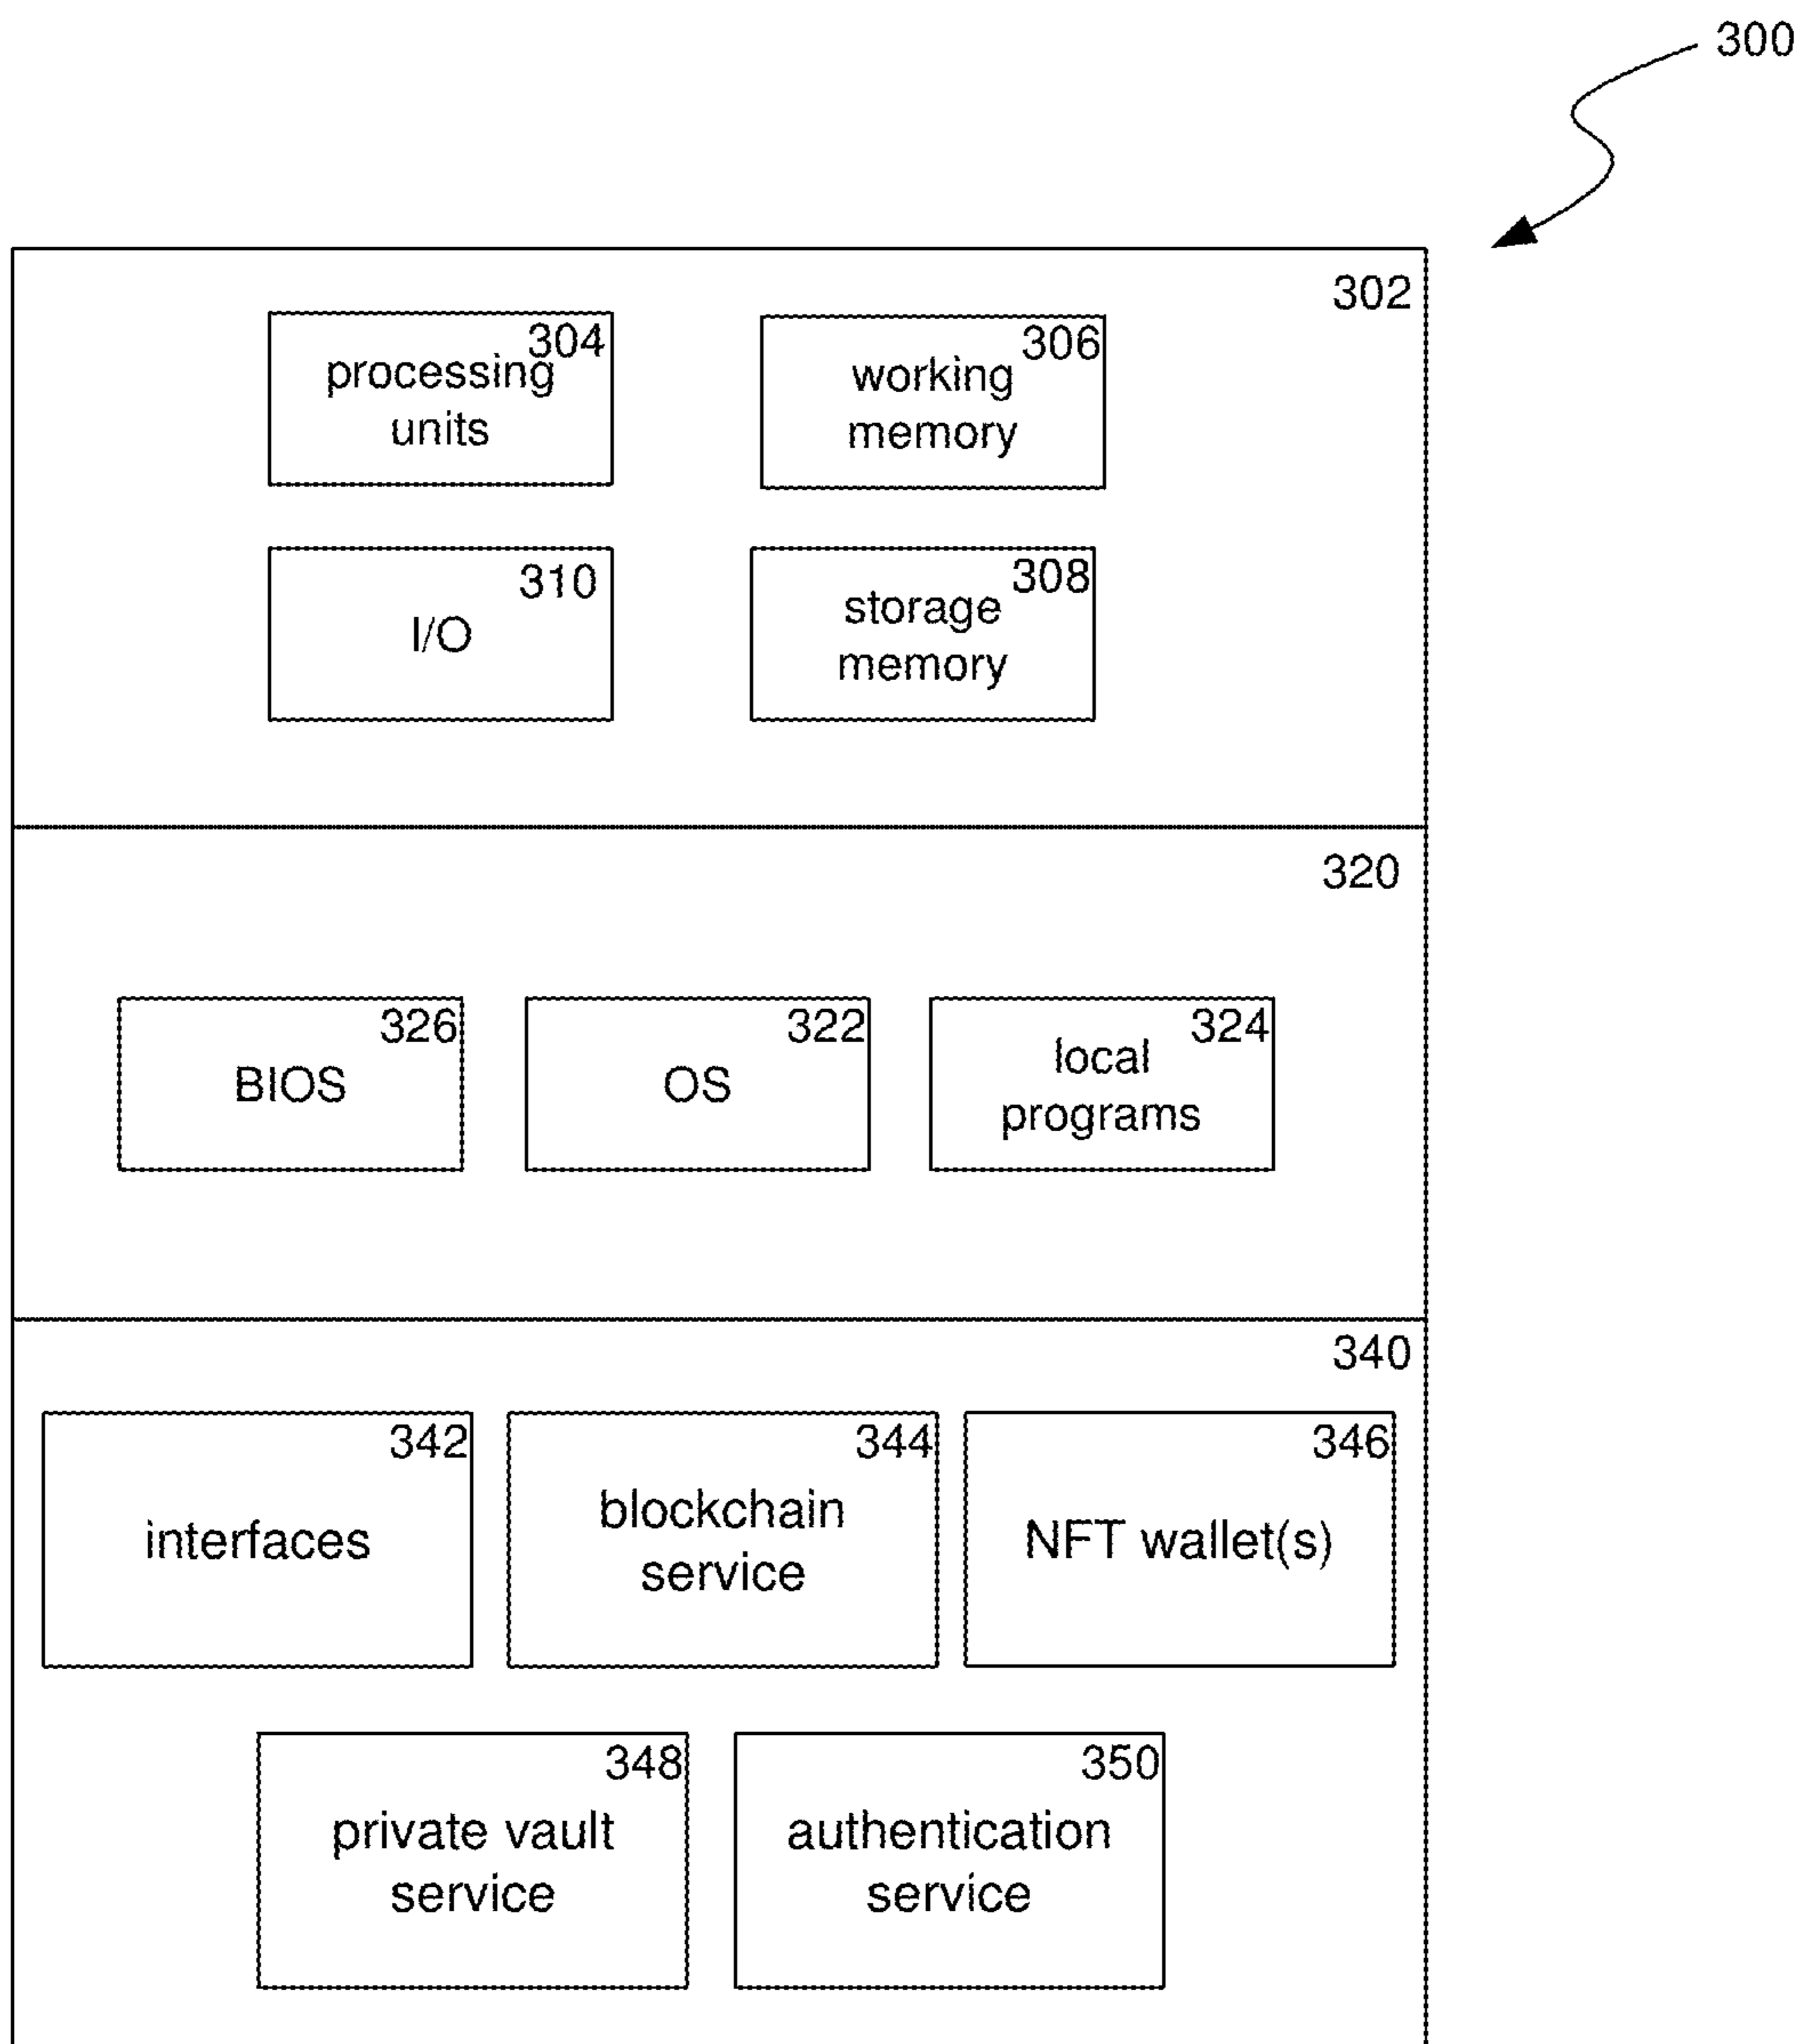 300
302
304
processing
units
306
working
memory
310
I/O
308
storage
memory
320
326
BIOS
322
OS
324
local
programs
340
342
interfaces
344
blockchain
service
346
NFT wallet(s)
348
private vault
service
350
authentication
service